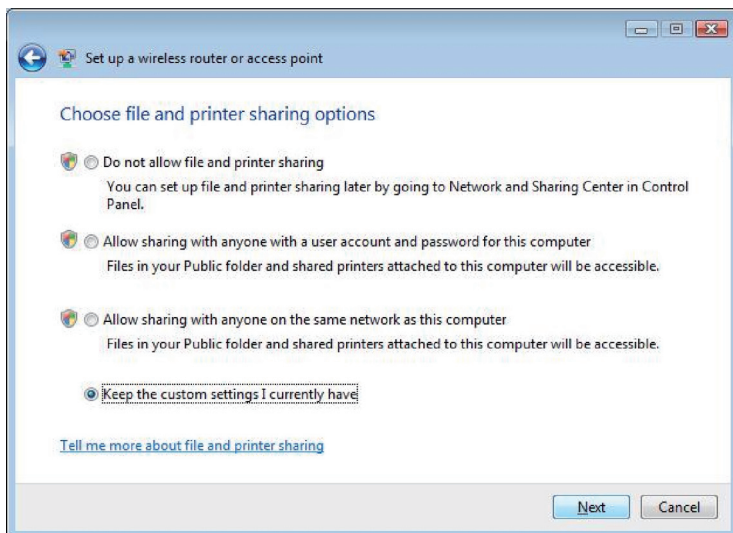 Set up a wireless router or access point
Choose file and printer sharing options
Do not allow file and printer sharing
You can set up file and printer sharing later by going to Network and Sharing Center in Control
Panel.
Allow sharing with anyone with a user account and password for this computer
Files in your Public folder and shared printers attached to this computer will be accessible.
Allow sharing with anyone on the same network as this computer
Files in your Public folder and shared printers attached to this computer will be accessible.
Keep the custom settings I currently have
Tell me more about file and printer sharing
Next Cancel